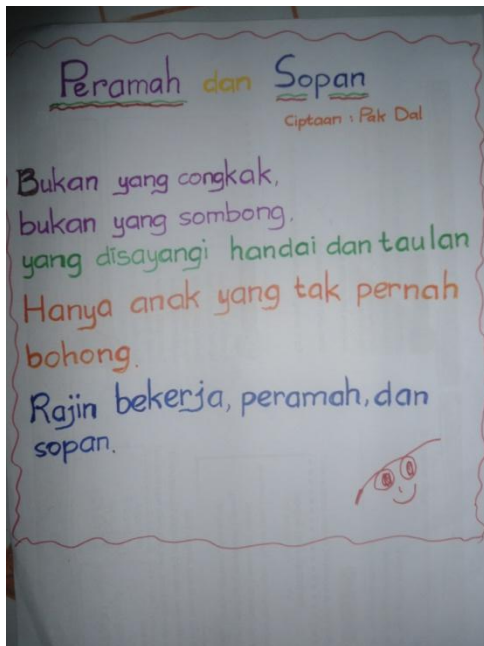 Peramah dan Sopan
Ciptaan : Pak Dal
Bukan yang congkak,
bukan yang sombong.
yang disayangi handai dan taulan
Hanya anak yang tak pernah
bohong.
Rajin bekerja, peramah, dan
sopan.